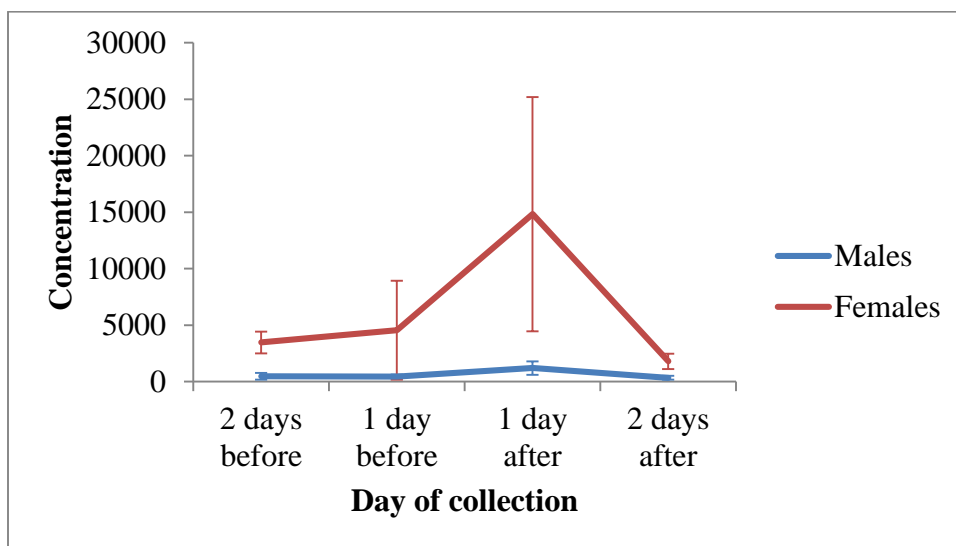 30000
25000
20000
15000
10000
5000
0
Concentration
2 days before
1 day before
1 day after
2 days after
Day of collection
Males
Females